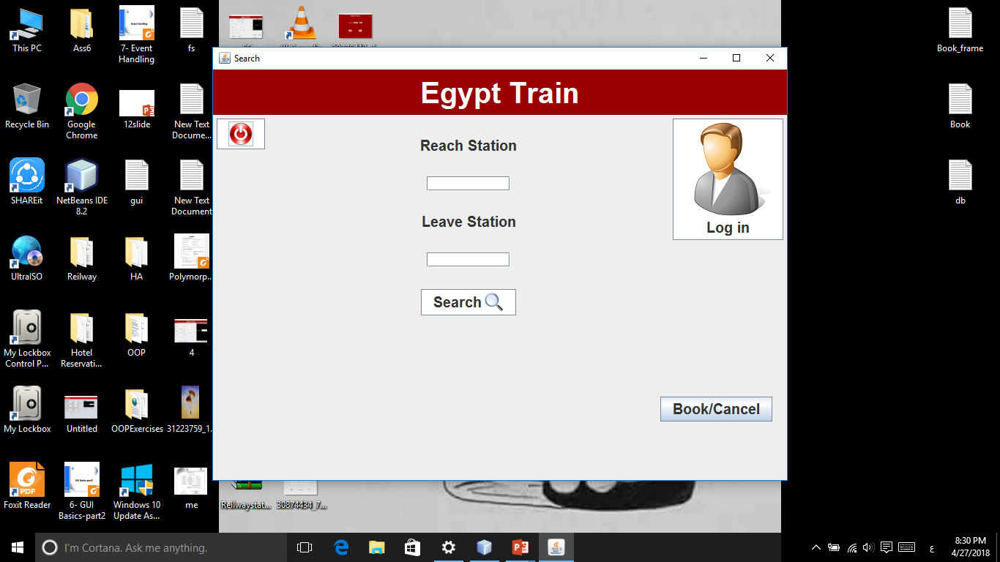 This PC
Ass6
7- Event
Handling
fs
Book_frame
Search
Egypt Train
Recycle Bin
Google
Chrome
12slide
New Text
Docume...
Reach Station
Log in
Book
SHAREit
NetBeans IDE
8.2
gui
New Text
Document
Leave Station
db
UltraISO
Reilway
HA
Polymorp...
Search
My Lockbox
Control P...
Hotel
Reservati...
OOP
4
Book/Cancel
My Lockbox
Untitled
OOPExercises
31223759_1...
Foxit Reader
PDF
6- GUI
Basics-part2
Windows 10
Update As...
me
Railwaystat...
30874434_7...
I'm Cortana. Ask me anything.
ع
8:30 PM
4/27/2018